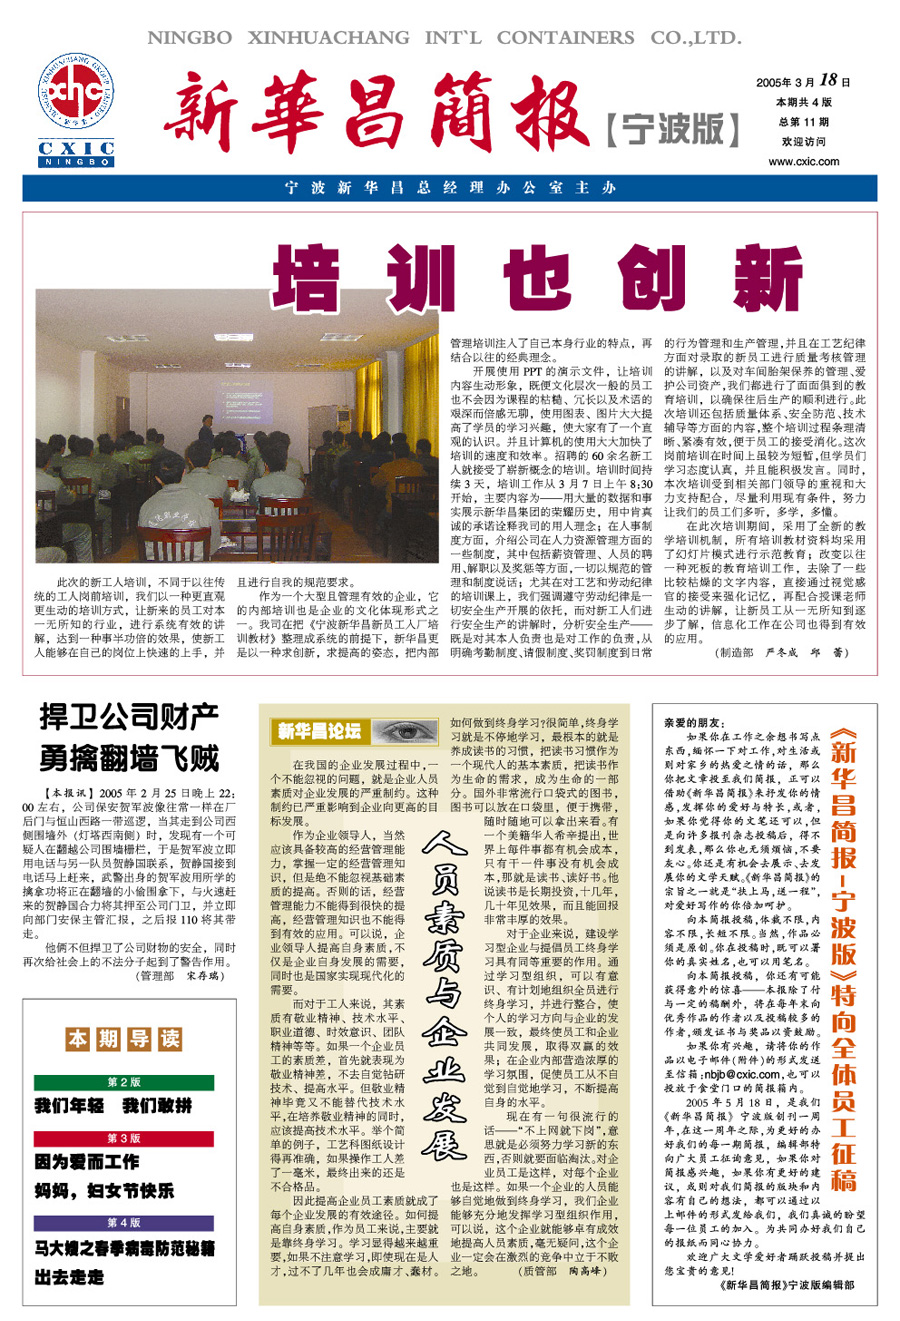 NINGBO XINHUACHANG INT`L CONTAINERS CO.,LTD.
xhc
CXIC
NINGBO
新華昌簡报【宁波版】
2005年 3 月 18 日
本期共 4 版
总第 11 期
欢迎访问
www.cxic.com
宁波新华昌总经理办公室主办
培训也创新
此次的新工人培训，不同于以往传
统的工人岗前培训，我们以一种更直观
更生动的培训方式，让新来的员工对本
一无所知的行业，进行系统有效的讲
解，达到一种事半功倍的效果，使新工
人能够在自己的岗位上快速的上手，并
且进行自我的规范要求。
作为一个大型且管理有效的企业，它
的内部培训也是企业的文化体现形式之
一。我司在把《宁波新华昌新员工人厂培
训教材》整理成系统的前提下，新华昌更
是以一种求创新，求提高的姿态，把内部
管理培训注入了自己本身行业的特点，再
结合以往的经典理念。
开展使用 PPT 的演示文件，让培训
内容生动形象，既便文化层次一般的员工
也不会因为课程的枯糙、冗长以及术语的
艰深而倍感无聊，使用图表、图片大大提
高了学员的学习兴趣，使大家有了一个直
观的认识。并且计算机的使用大大加快了
培训的速度和效率。招聘的 60 余名新工
人就接受了崭新概念的培训。培训时间持
续 3 天，培训工作从 3 月 7 日上午 8:30
开始，主要内容为——用大量的数据和事
实展示新华昌集团的荣耀历史，用中肯真
诚的承诺诠释我司的用人理念；在人事制
度方面，介绍公司在人力资源管理方面的
一些制度，其中包括薪资管理、人员的聘
用、解职以及奖惩等方面，一切以规范的管
理和制度说话；尤其在对工艺和劳动纪律
的培训课上，我们强调遵守劳动纪律是一
切安全生产开展的依托，而对新工人们进
行安全生产的讲解时，分析安全生产——
既是对其本人负责也是对工作的负责，从
明确考勤制度、请假制度、奖罚制度到日常
的行为管理和生产管理，并且在工艺纪律
方面对录取的新员工进行质量考核管理
的讲解，以及对车间胎架保养的管理、爱
护公司资产，我们都进行了面面俱到的教
育培训，以确保往后生产的顺利进行。此
次培训还包括质量体系、安全防范、技术
辅导等方面的内容，整个培训过程条理清
晰、紧凑有效，便于员工的接受消化。这次
岗前培训在时间上虽较为短暂，但学员们
学习态度认真，并且能积极发言。同时，
本次培训受到相关部门领导的重视和大
力支持配合，尽量利用现有条件，努力
让我们的员工们多听，多学，多懂。
在此次培训期间，采用了全新的教
学培训机制，所有培训教材资料均采用
了幻灯片模式进行示范教育；改变以往
一种死板的教育培训工作，去除了一些
比较枯燥的文字内容，直接通过视觉感
官的接受来强化记忆，再配合授课老师
生动的讲解，让新员工从一无所知到逐
步了解，信息化工作在公司也得到有效
的应用。
（制造部 严冬成 邱 蕾）
捍卫公司财产
勇擒翻墙飞贼
【本报讯】2005 年 2 月 25 日晚上 22:
00 左右，公司保安贺军波像往常一样在厂
后门与恒山西路一带巡逻，当其走到公司西
侧围墙外（灯塔西南侧）时，发现有一个可
疑人在翻越公司围墙栅栏，于是贺军波立即
用电话与另一队员贺静国联系，贺静国接到
电话马上赶来，武警出身的贺军波用所学的
擒拿功将正在翻墙的小偷围拿下，与火速赶
来的贺静国合力将其押至公司门卫，并立即
向部门安保主管汇报，之后报 110 将其带
走。
他俩不但捍卫了公司财物的安全，同时
再次给社会上的不法分子起到了警告作用。
（管理部 宋存瑞）
本期导读
第 2 版
我们年轻 我们敢拼
第 3 版
因为爱而工作
妈妈，妇女节快乐
第 4 版
马大嫂之春季病毒防范秘籍
出去走走
新华昌论坛
人员素质与企业发展
在我国的企业发展过程中，一
个不能忽视的问题，就是企业人员
素质对企业发展的严重制约。这种
制约已严重影响到企业向更高的目
标发展。
作为企业领导人，当然
应该具备较高的经营管理能
力，掌握一定的经营管理知
识，但是绝不能忽视基础素
质的提高。否则的话，经营
管理能力不能得到很快的提
高，经营管理知识也不能得
到有效的应用。可以说，企
业领导人提高自身素质，不
仅是企业自身发展的需要，
同时也是国家实现现代化的
需要。
而对于工人来说，其素
质有敬业精神、技术水平、
职业道德、时效意识、团队
精神等等。如果一个企业员
工的素质差，首先就表现为
敬业精神差，不去自觉钻研
技术、提高水平。但敬业精
神毕竟又不能替代技术水
平，在培养敬业精神的同时，
应该提高技术水平。举个简
单的例子，工艺科图纸设计
得再准确，如果操作工人差
了一毫米，最终出来的还是
不合格品。
因此提高企业员工素质就成了
每个企业发展的有效途径。如何提
高自身素质，作为员工来说，主要就
是靠终身学习。学习显得越来越重
要，如果不注意学习，即使现在是人
才，过不了几年也会成庸才、蠢材。
如何做到终身学习？很简单，终身学
习就是不停地学习，最根本的就是
养成读书的习惯，把读书习惯作为
一个现代人的基本素质，把读书作
为生命的需求，成为生命的一部
分。国外非常流行口袋式的图书，
图书可以放在口袋里，便于携带，
随时随地可以拿出来看。有
一个美籍华人希辛提出，世
界上每件事都有机会成本，
只有干一件事没有机会成
本，那就是读书、读好书。他
说读书是长期投资，十几年，
几十年见效果，而且能回报
非常丰厚的效果。
对于企业来说，建设学
习型企业与提倡员工终身学
习具有同等重要的作用。通
过学习型组织，可以有意
识、有计划地组织全员进行
终身学习，并进行整合，使
个人的学习方向与企业的发
展一致，最终使员工和企业
共同发展，取得双赢的效
果；在企业内部营造浓厚的
学习氛围，促使员工从不自
觉到自觉地学习，不断提高
自身的水平。
现在有一句很流行的
话——“不上网就下岗”，意
思就是必须努力学习新的东
西，否则就要面临淘汰。对企
业员工是这样，对每个企业
也是这样。如果一个企业的人员能
够自觉地做到终身学习，我们企业
能够充分地发挥学习型组织作用，
可以说，这个企业就能够卓有成效
地提高人员素质，毫无疑问，这个企
业一定会在激烈的竞争中立于不败
之地。 （质管部 陶高峰）
《新华昌简报－宁波版》特向全体员工征稿
亲爱的朋友：
如果你在工作之余想书写点
东西，缅怀一下对工作，对生活或
则对家乡的热爱之情的话，那么
你把文章投至我们简报，正可以
借助《新华昌简报》来抒发你的情
感，发挥你的爱好与特长，或者，
如果你觉得你的文笔还可以，但
是向许多报刊杂志投稿后，得不
到发表，那么你也无须烦恼，不要
灰心。你还是有机会去展示、去发
展你的文学天赋。《新华昌简报》的
宗旨之一就是“扶上马，送一程”，
对爱好写作的你倍加呵护。
向本简报投稿，体裁不限，内
容不限，长短不限。当然，作品必
须是原创。你在投稿时，既可以署
你的真实姓名，也可以用笔名。
向本简报投稿，你还有可能
获得意外的惊喜——本报除了付
与一定的稿酬外，将在每年末向
优秀作品的作者以及投稿较多的
作者，颁发证书与奖品以资鼓励。
如果你有兴趣，请将你的作
品以电子邮件（附件）的形式发送
至信箱：nbjb@cxic.com，也可以
投放于食堂门口的简报箱内。
2005 年 5 月 18 日，是我们
《新华昌简报》宁波版创刊一周
年，在这一周年之际，为更好的办
好我们的每一期简报，编辑部特
向广大员工征询意见，如果你对
简报感兴趣，如果你有更好的建
议，或则对我们简报的版块和内
容有自己的想法，都可以通过以
上邮件的形式发给我们，我们真诚的盼望
每一位员工的加入。为共同办好我们自己
的报纸而同心协力。
欢迎广大文学爱好者踊跃投稿并提出
您宝贵的意见！
《新华昌简报》宁波版编辑部